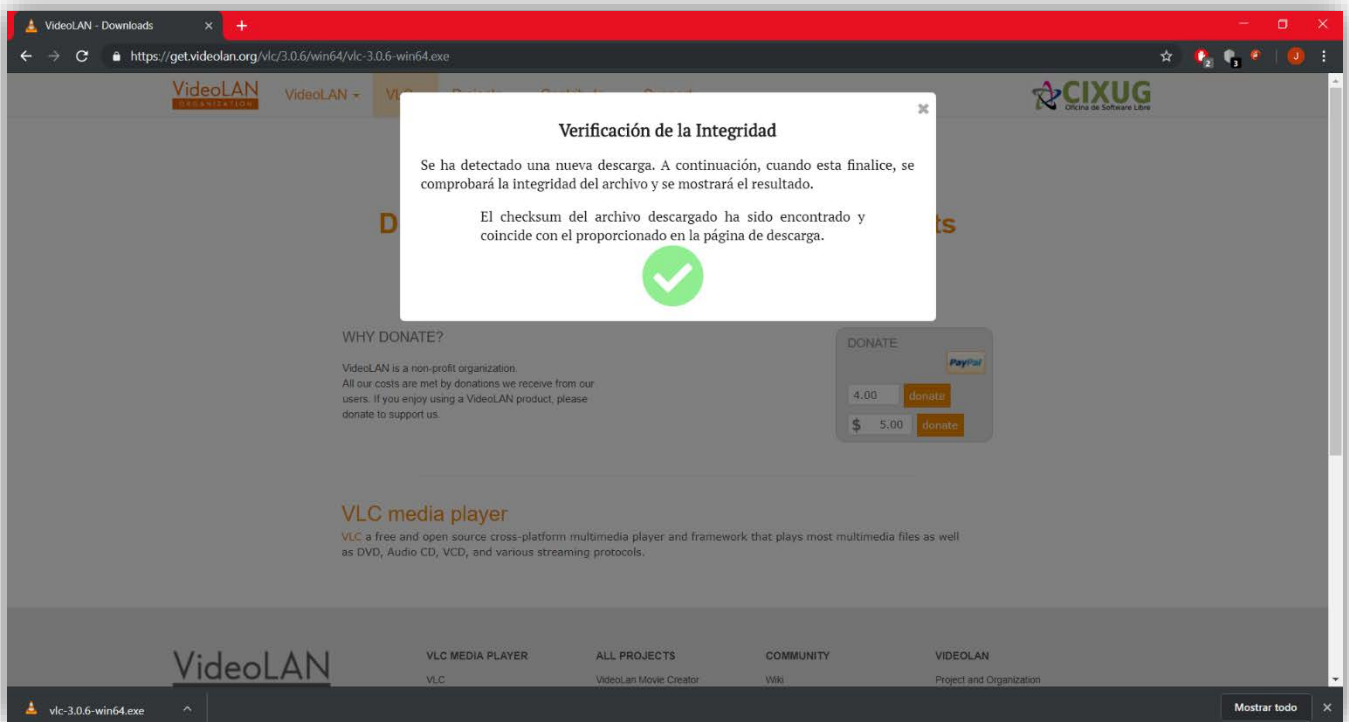 VideoLAN - Downloads
https://get.videolan.org/vlc/3.0.6/win64/vlc-3.0.6-win64.exe
2
3
J
VideoLAN
ORGANIZATION
VideoLAN
CIXUG
Oficina de Software Libre
Verificación de la Integridad
Se ha detectado una nueva descarga. A continuación, cuando esta finalice, se
comprobará la integridad del archivo y se mostrará el resultado.
El checksum del archivo descargado ha sido encontrado y
coincide con el proporcionado en la página de descarga.
WHY DONATE?
VideoLAN is a non-profit organization.
All our costs are met by donations we receive from our
users. If you enjoy using a VideoLAN product, please
donate to support us.
DONATE
PayPal
4.00 donate
$ 5.00 donate
VLC media player
VLC a free and open source cross-platform multimedia player and framework that plays most multimedia files as well
as DVD, Audio CD, VCD, and various streaming protocols.
VideoLAN
VLC MEDIA PLAYER
VLC
ALL PROJECTS
VideoLan Movie Creator
COMMUNITY
Wiki
VIDEOLAN
Project and Organization
vlc-3.0.6-win64.exe
Mostrar todo